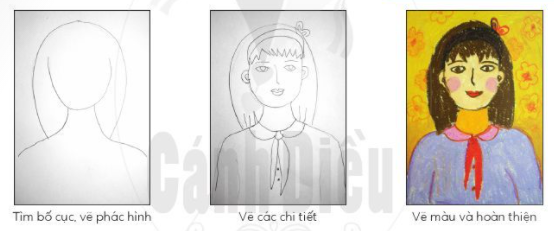 Cánh Diều
Tìm bố cục, vẽ phác hình
Vẽ các chi tiết
Vẽ màu và hoàn thiện